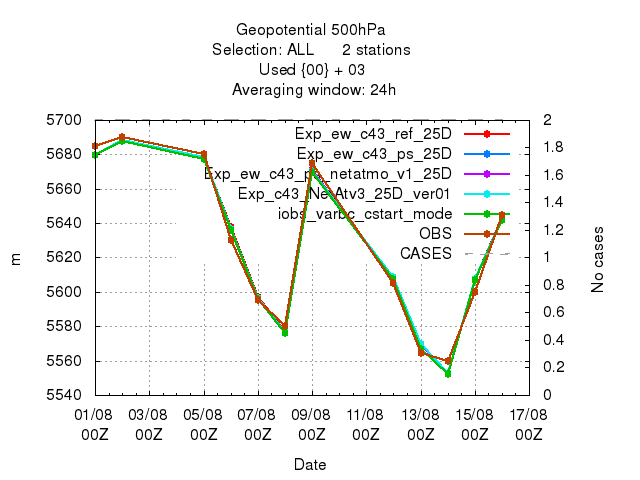 Geopotential 500hPa
Selection: ALL 2 stations
Used {00} + 03
Averaging window: 24h
5700
5680
5660
5640
5620
5600
5580
5560
5540
m
2
1.8
1.6
1.4
1.2
1
0.8
0.6
0.4
0.2
0
No cases
Exp_ew_c43_ref_25D
Exp_ew_c43_ps_25D
netatmo_v1_25D
iobs_varbc_cstart_mode
OBS
CASES
01/08 03/08 05/08 07/08 09/08 11/08 13/08 15/08 17/08
00Z 00Z 00Z 00Z 00Z 00Z 00Z 00Z 00Z
Date